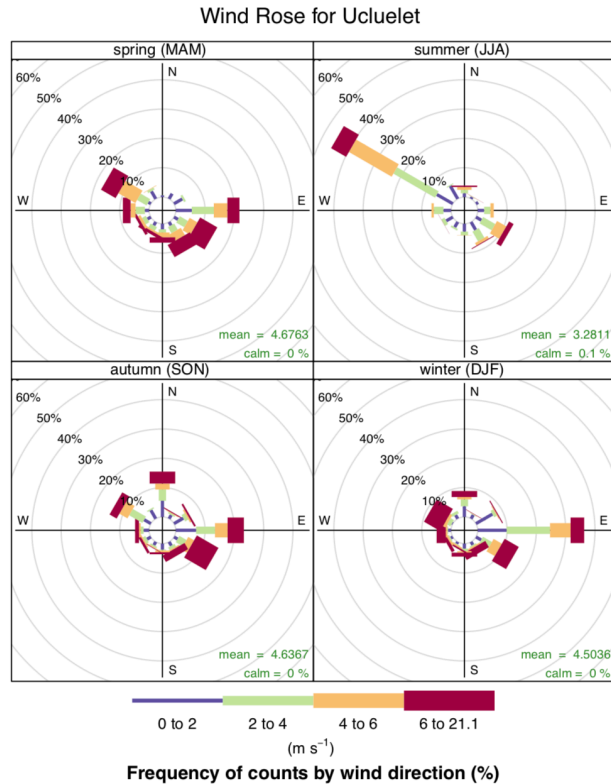 Wind Rose for Ucluelet
spring (MAM)
60%
50%
40%
30%
20%
10%
N
W
E
S
mean = 4.6763
calm = 0 %
summer (JJA)
60%
50%
40%
30%
20%
10%
N
W
E
S
mean = 3.2811
calm = 0.1 %
autumn (SON)
60%
50%
40%
30%
20%
10%
N
W
E
S
mean = 4.6367
calm = 0 %
winter (DJF)
60%
50%
40%
30%
20%
10%
N
W
E
S
mean = 4.5036
calm = 0 %
0 to 2 2 to 4 4 to 6 6 to 21.1
(m s⁻¹)
Frequency of counts by wind direction (%)